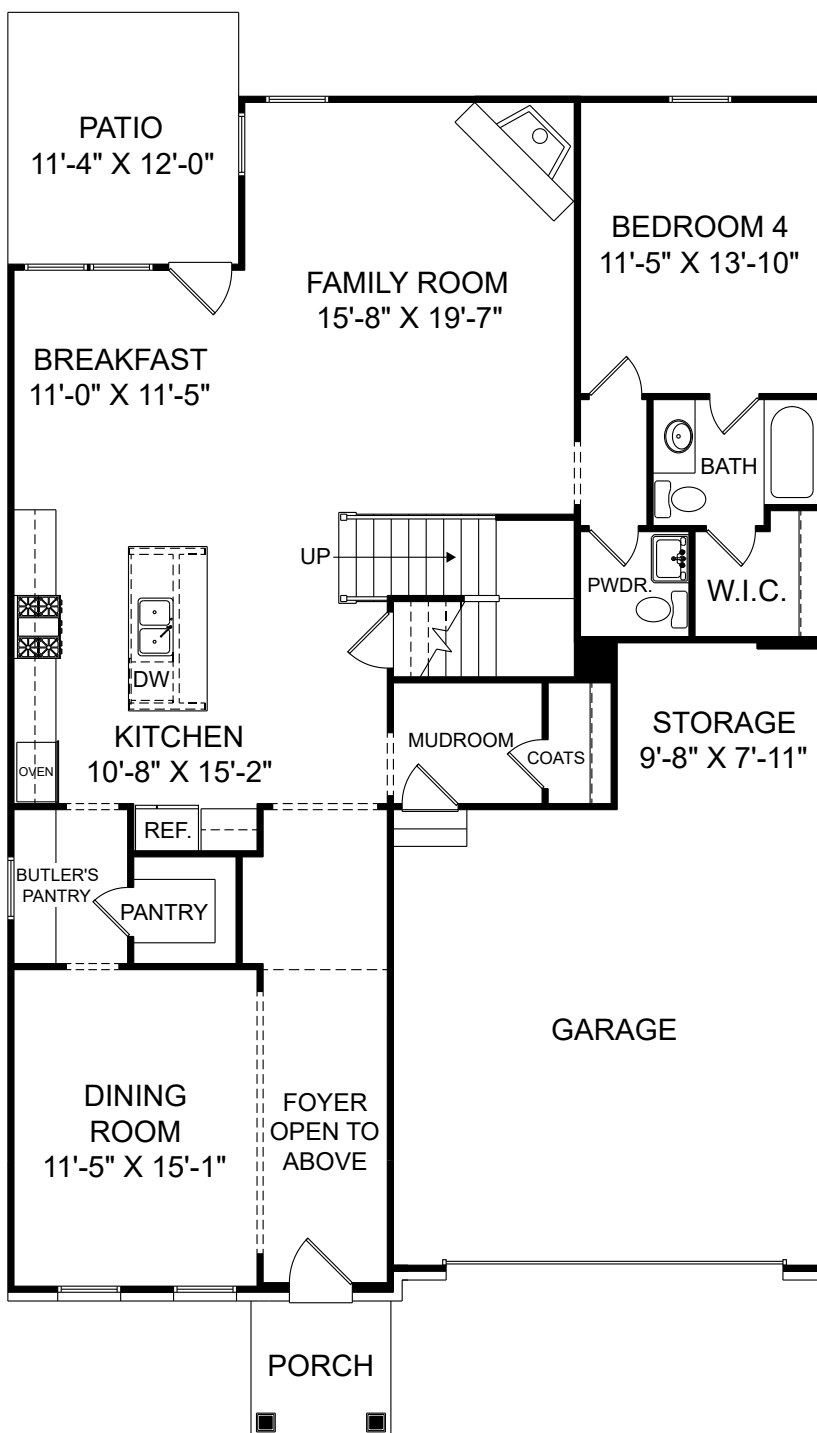 PATIO
11'-4" X 12'-0"
BEDROOM 4
11'-5" X 13'-10"
FAMILY ROOM
15'-8" X 19'-7"
BREAKFAST
11'-0" X 11'-5"
BATH
UP
PWDR.
W.I.C.
DW
KITCHEN
10'-8" X 15'-2"
MUDROOM
COATS
STORAGE
9'-8" X 7'-11"
OVEN
REF.
BUTLER'S
PANTRY
PANTRY
GARAGE
DINING
ROOM
11'-5" X 15'-1"
FOYER
OPEN TO
ABOVE
PORCH